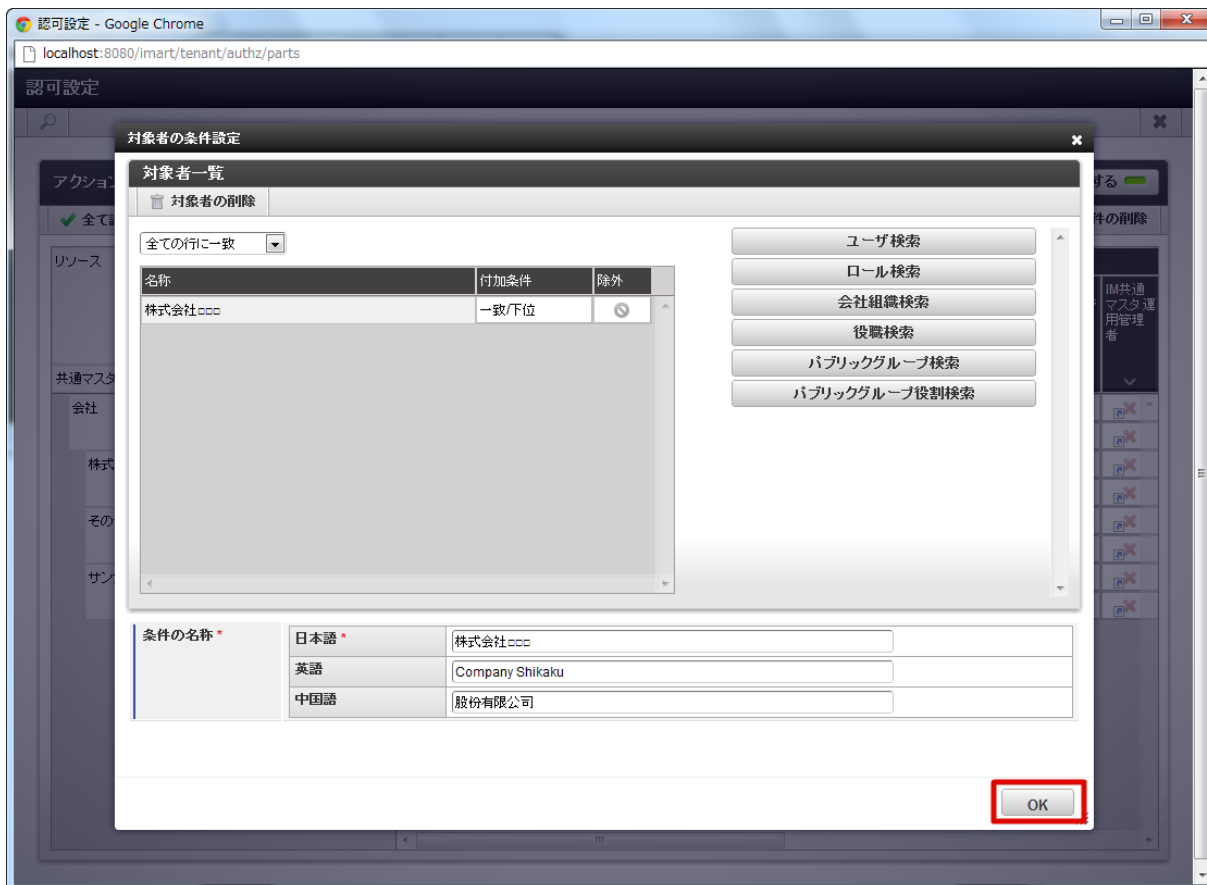 認可設定 - Google Chrome
localhost:8080/imart/tenant/authz/parts
認可設定
対象者の条件設定
対象者一覧
アクション
する
対象者の削除
全て
件の削除
全ての行に一致
ユーザ検索
リソース
名称 付加条件 除外
ロール検索
IM共通マスタ運用管理者
株式会社□□□ 一致/下位
会社組織検索
役職検索
パブリックグループ検索
共通マスタ
パブリックグループ役割検索
会社
株式
その
サン
条件の名称 *
日本語 * 株式会社□□□
英語 Company Shikaku
中国語 股份有限公司
OK